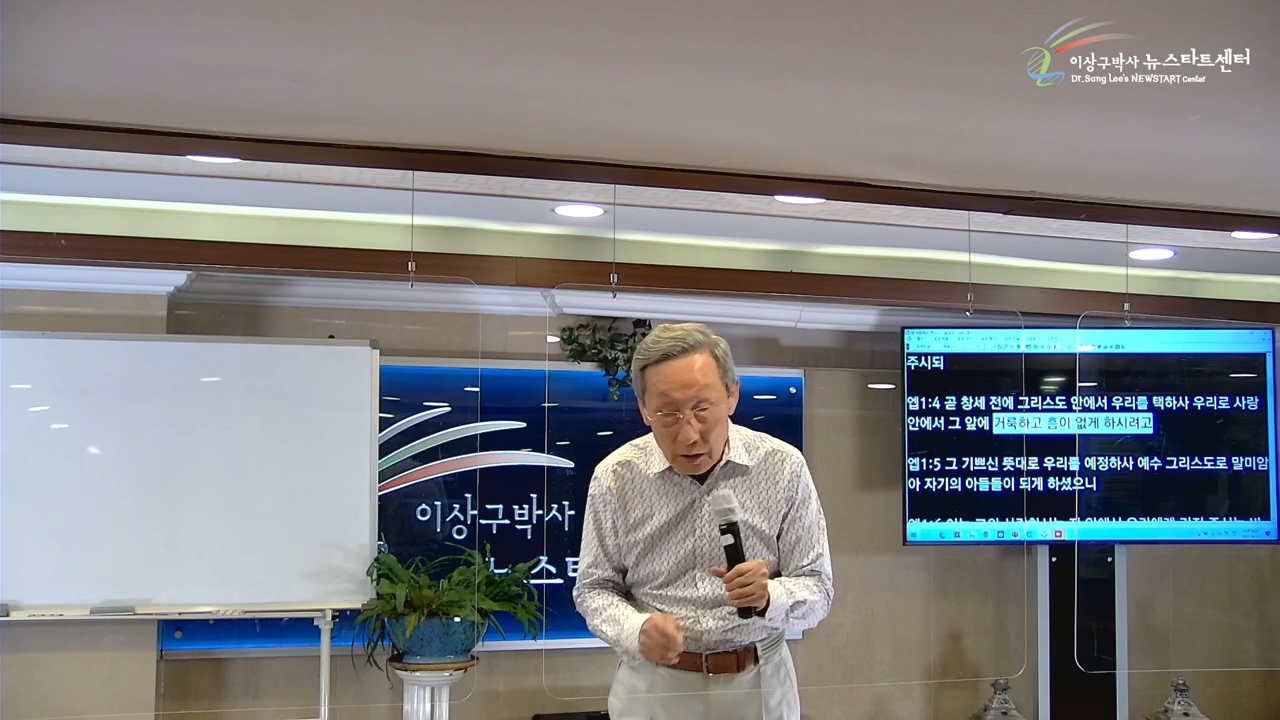 이상구박사 뉴스타트센터
Dr. Sang Lee's NEWSTART Center
주시되
엡1:4 곧 창세 전에 그리스도 안에서 우리를 택하사 우리로 사랑
안에서 그 앞에 거룩하고 흠이 없게 하시려고
엡1:5 그 기쁘신 뜻대로 우리를 예정하사 예수 그리스도로 말미암
아 자기의 아들들이 되게 하셨으니
이상구박사
뉴스타